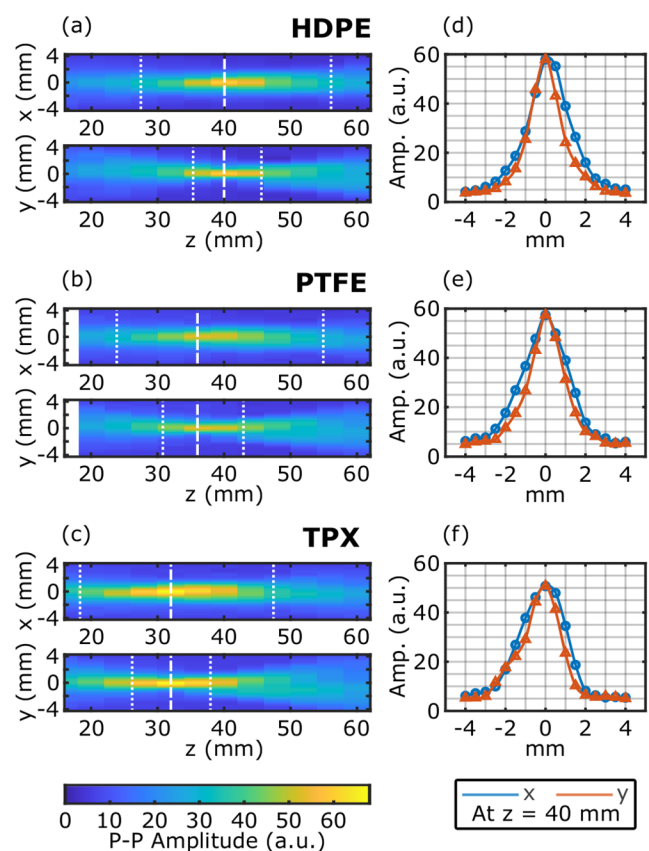 (a) HDPE (d)
x (mm) 4 0 -4
20 30 40 50 60
y (mm) 4 0 -4
20 30 40 50 60
z (mm)
Amp. (a.u.) 60 40 20 0
-4 -2 0 2 4
mm
(b) PTFE (e)
x (mm) 4 0 -4
20 30 40 50 60
y (mm) 4 0 -4
20 30 40 50 60
z (mm)
Amp. (a.u.) 60 40 20 0
-4 -2 0 2 4
mm
(c) TPX (f)
x (mm) 4 0 -4
20 30 40 50 60
y (mm) 4 0 -4
20 30 40 50 60
z (mm)
Amp. (a.u.) 60 40 20 0
-4 -2 0 2 4
mm
0 10 20 30 40 50 60
P-P Amplitude (a.u.)
x y
At z = 40 mm